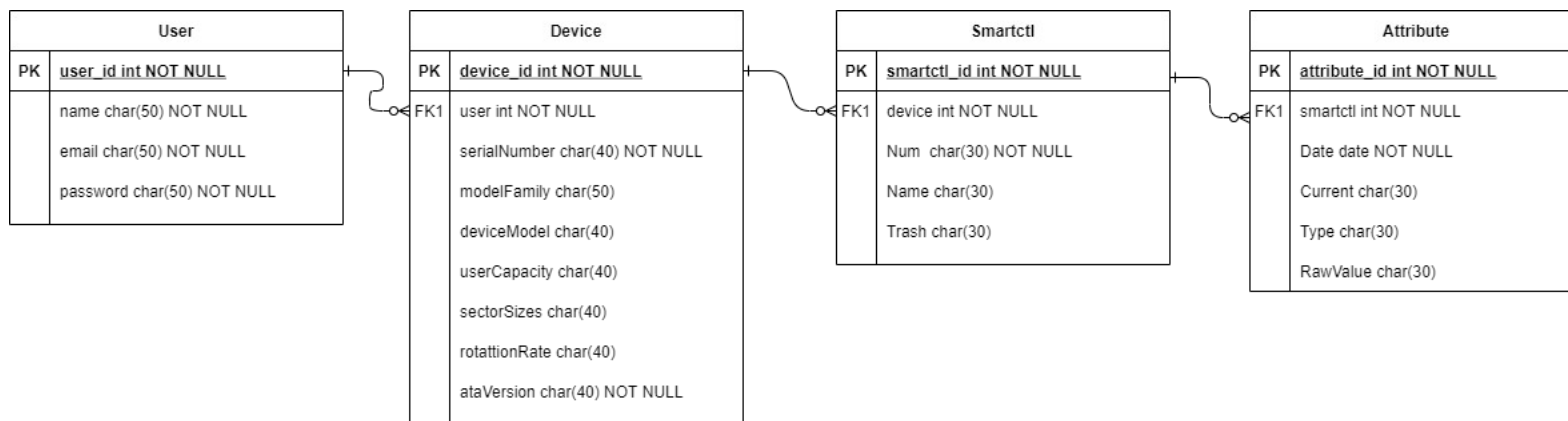 User
PK user_id int NOT NULL
name char(50) NOT NULL
email char(50) NOT NULL
password char(50) NOT NULL
Device
PK device_id int NOT NULL
FK1 user int NOT NULL
serialNumber char(40) NOT NULL
modelFamily char(50)
deviceModel char(40)
userCapacity char(40)
sectorSizes char(40)
rotattionRate char(40)
ataVersion char(40) NOT NULL
Smartctl
PK smartctl_id int NOT NULL
FK1 device int NOT NULL
Num char(30) NOT NULL
Name char(30)
Trash char(30)
Attribute
PK attribute_id int NOT NULL
FK1 smartctl int NOT NULL
Date date NOT NULL
Current char(30)
Type char(30)
RawValue char(30)